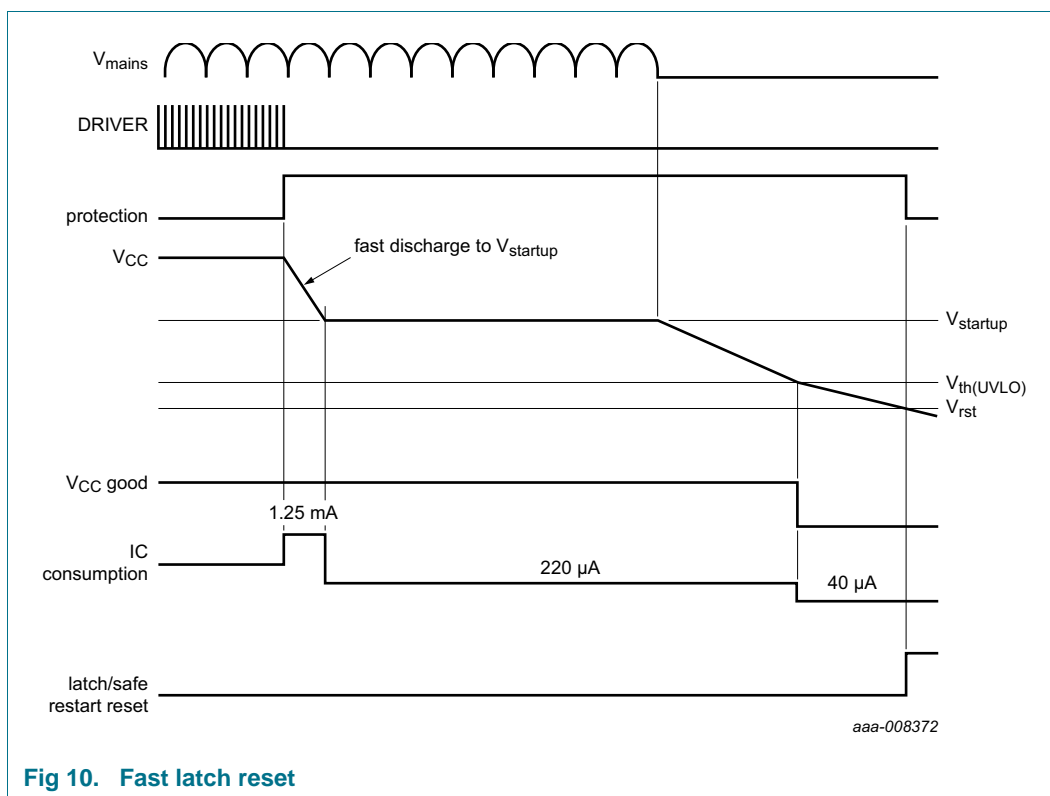 Vmains
DRIVER
protection
VCC
fast discharge to Vstartup
Vstartup
Vth(UVLO)
Vrst
VCC good
1.25 mA
IC
consumption
220 µA
40 µA
latch/safe
restart reset
aaa-008372
Fig 10. Fast latch reset